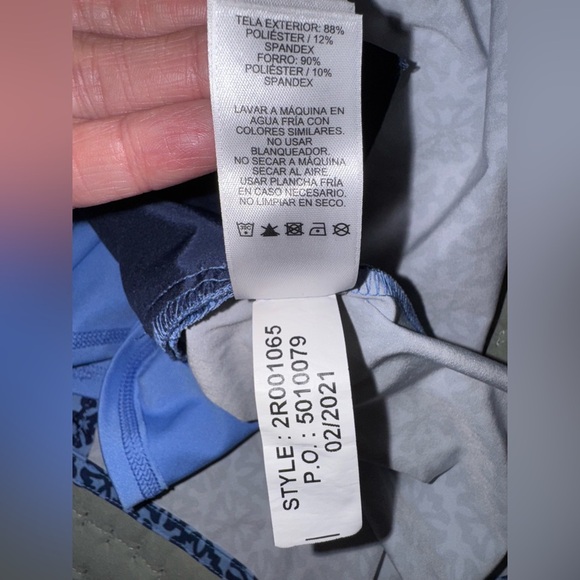 TELA EXTERIOR: 88%
POLIÉSTER / 12%
SPANDEX
FORRO: 90%
POLIÉSTER / 10%
SPANDEX
LAVAR A MÁQUINA EN
AGUA FRÍA CON
COLORES SIMILARES.
NO USAR
BLANQUEADOR.
NO SECAR A MÁQUINA
SECAR AL AIRE.
USAR PLANCHA FRÍA
EN CASO NECESARIO.
NO LIMPIAR EN SECO.
30C
STYLE : 2R001065
P.O. : 5010079
02/2021